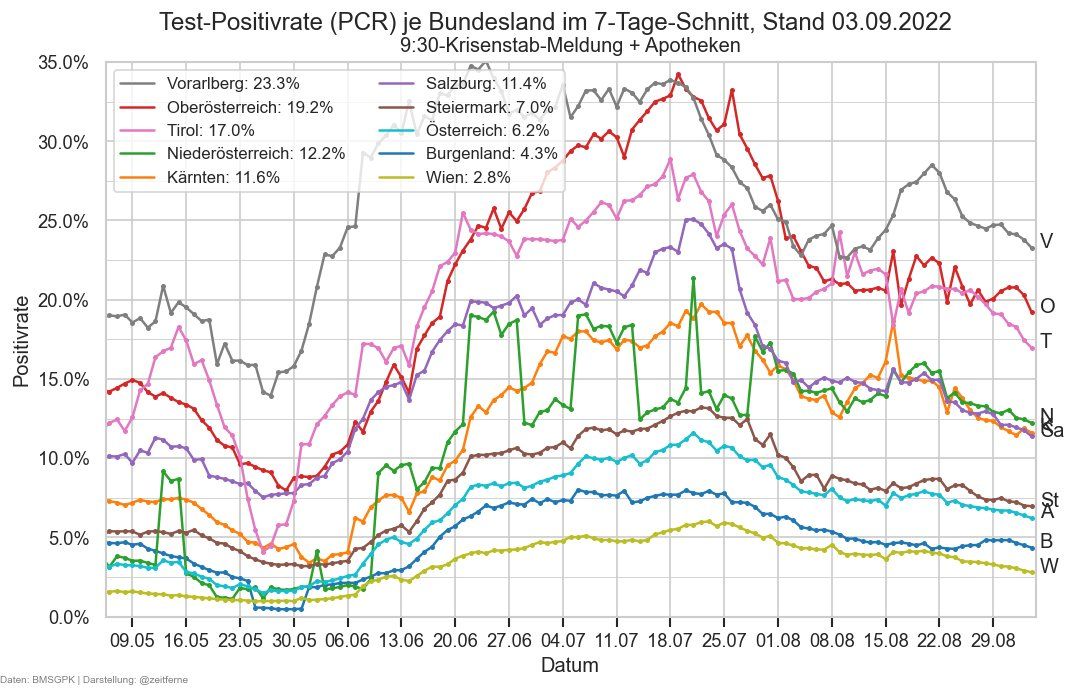 Test-Positivrate (PCR) je Bundesland im 7-Tage-Schnitt, Stand 03.09.2022
9:30-Krisenstab-Meldung + Apotheken
35.0%
30.0%
25.0%
20.0%
15.0%
10.0%
5.0%
0.0%
Positivrate
Vorarlberg: 23.3%
Oberösterreich: 19.2%
Tirol: 17.0%
Niederösterreich: 12.2%
Kärnten: 11.6%
Salzburg: 11.4%
Steiermark: 7.0%
Österreich: 6.2%
Burgenland: 4.3%
Wien: 2.8%
V
O
T
N
K
Sa
St
A
B
W
09.05 16.05 23.05 30.05 06.06 13.06 20.06 27.06 04.07 11.07 18.07 25.07 01.08 08.08 15.08 22.08 29.08
Datum
Daten: BMSGPK | Darstellung: @zeitferne